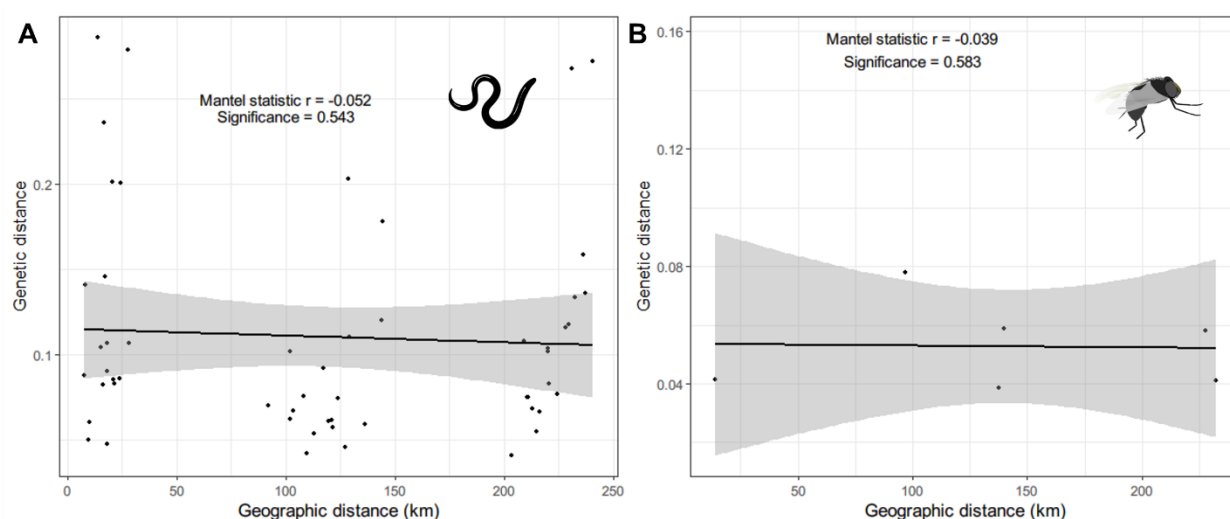 A
Mantel statistic r = -0.052
Significance = 0.543
0.2
0.1
Genetic distance
0
50
100
150
200
250
Geographic distance (km)
B
Mantel statistic r = -0.039
Significance = 0.583
0.16
0.12
0.08
0.04
Genetic distance
50
100
150
200
Geographic distance (km)